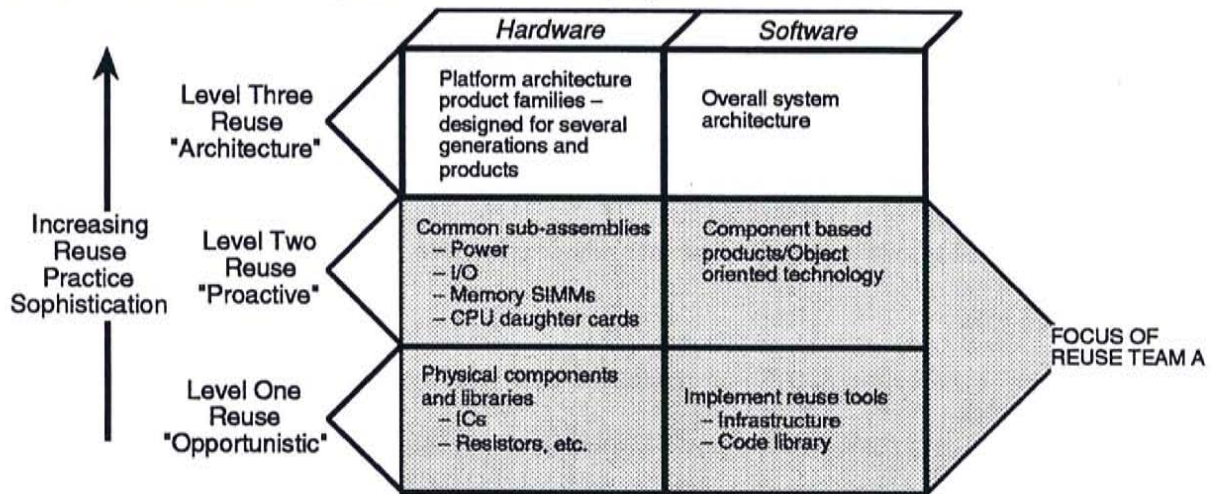 Hardware
Software
Level Three
Reuse
"Architecture"
Platform architecture
product families –
designed for several
generations and
products
Overall system
architecture
Increasing
Reuse
Practice
Sophistication
Level Two
Reuse
"Proactive"
Common sub-assemblies
– Power
– I/O
– Memory SIMMs
– CPU daughter cards
Component based
products/Object
oriented technology
FOCUS OF
REUSE TEAM A
Level One
Reuse
"Opportunistic"
Physical components
and libraries
– ICs
– Resistors, etc.
Implement reuse tools
– Infrastructure
– Code library